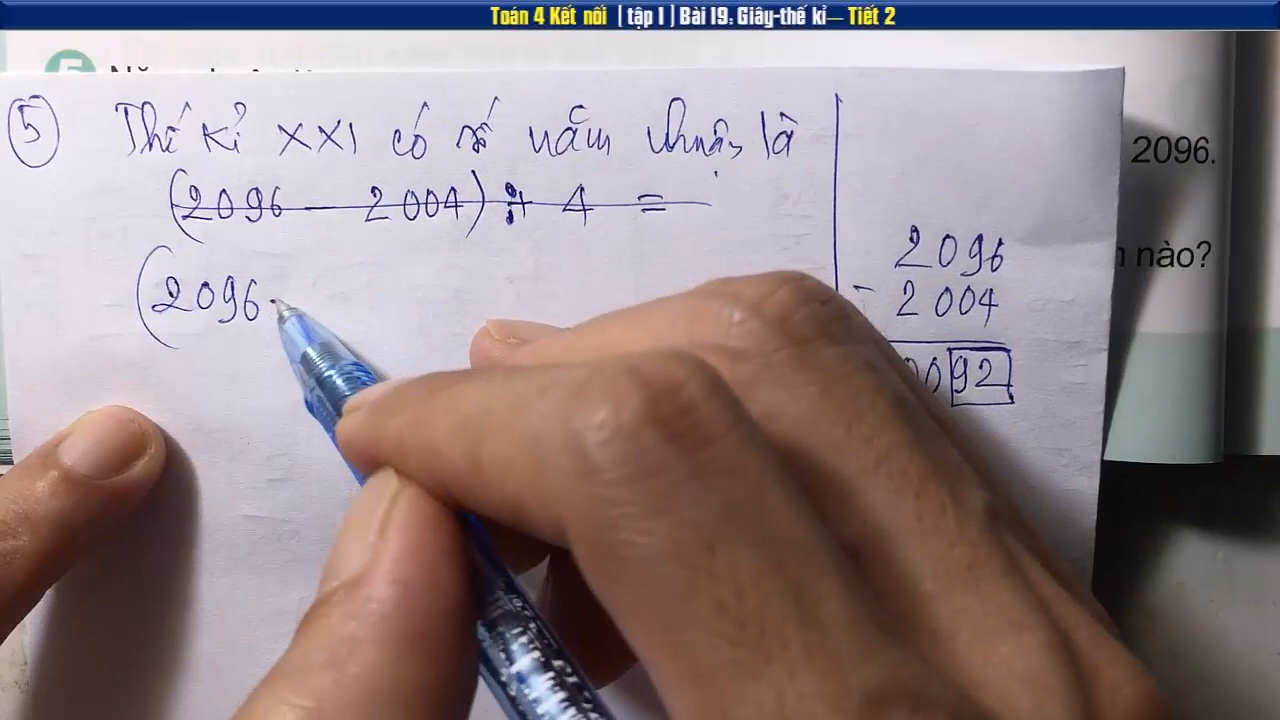 Toán 4 Kết nối ( tập 1 ) Bài 19: Giây-thế kỉ– Tiết 2
5
Thế kỉ XXI có số năm nhuận là
(2096 - 2004) : 4 =
(2096 -
2096.
nào?
2096
- 2004
0092